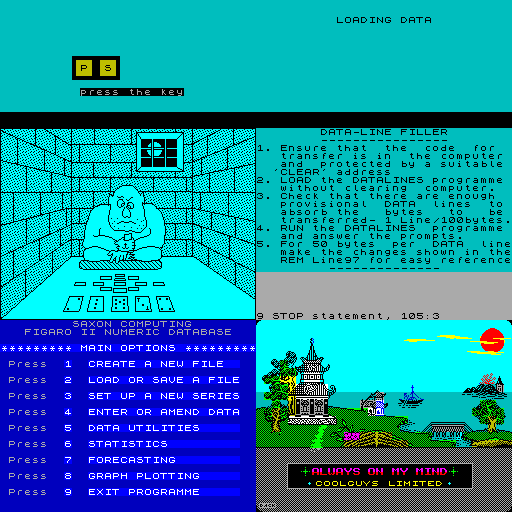 LOADING DATA
P S
press the key
DATA-LINE FILLER
1. Ensure that the code for
transfer is in the computer
and protected by a suitable
'CLEAR' address
2. LOAD the DATALINES programme
without clearing computer.
3. Check that there are enough
provisional DATA lines to
absorb the bytes to be
transferred- 1 Line/100bytes.
4. RUN the DATALINES programme
and answer the prompts.
5. For 50 bytes per DATA line
make the changes shown in the
REM Line97 for easy reference
9 STOP statement, 105:3
SAXON COMPUTING
FIGARO II NUMERIC DATABASE
********* MAIN OPTIONS *********
Press 1 CREATE A NEW FILE
Press 2 LOAD OR SAVE A FILE
Press 3 SET UP A NEW SERIES
Press 4 ENTER OR AMEND DATA
Press 5 DATA UTILITIES
Press 6 STATISTICS
Press 7 FORECASTING
Press 8 GRAPH PLOTTING
Press 9 EXIT PROGRAMME
+ALWAYS ON MY MIND+
·COOLGUYS LIMITED·